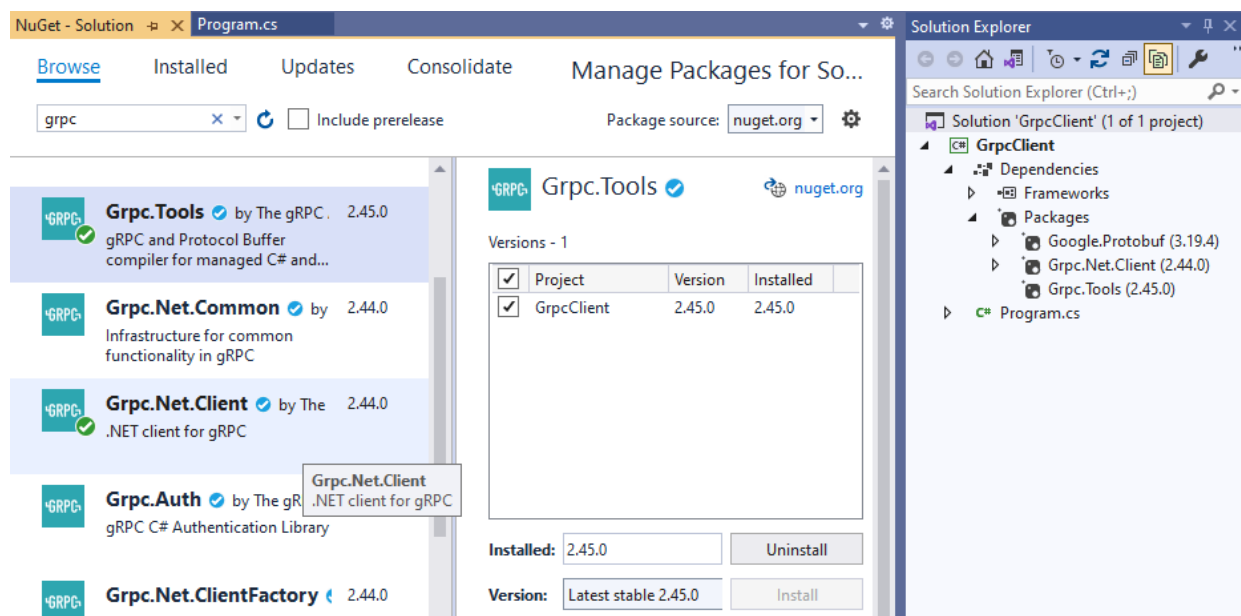 NuGet - Solution
Program.cs
Browse Installed Updates Consolidate Manage Packages for So...
grpc
Include prerelease
Package source: nuget.org
GRPC
Grpc.Tools by The gRPC 2.45.0
gRPC and Protocol Buffer
compiler for managed C# and...
GRPC
Grpc.Net.Common by 2.44.0
Infrastructure for common
functionality in gRPC
GRPC
Grpc.Net.Client by The 2.44.0
.NET client for gRPC
GRPC
Grpc.Auth by The gR
gRPC C# Authentication Library
Grpc.Net.Client
.NET client for gRPC
GRPC
Grpc.Net.ClientFactory 2.44.0
GRPC
Grpc.Tools nuget.org
Versions - 1
Project Version Installed
GrpcClient 2.45.0 2.45.0
Installed: 2.45.0 Uninstall
Version: Latest stable 2.45.0 Install
Solution Explorer
Search Solution Explorer (Ctrl+;)
Solution 'GrpcClient' (1 of 1 project)
C# GrpcClient
Dependencies
Frameworks
Packages
Google.Protobuf (3.19.4)
Grpc.Net.Client (2.44.0)
Grpc.Tools (2.45.0)
C# Program.cs